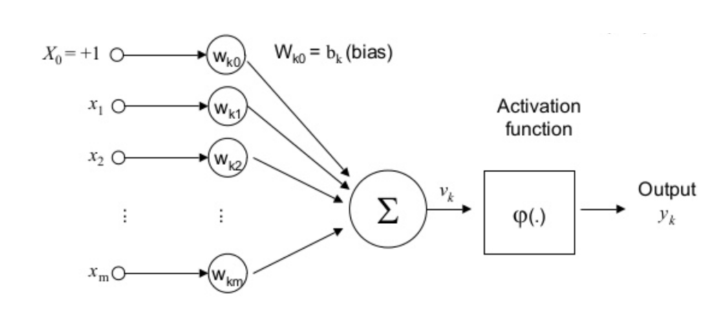 X₀ = +1
Wₖ₀
Wₖ₀ = bₖ (bias)
x₁
Wₖ₁
x₂
Wₖ₂
⋮
⋮
xₘ
Wₖₘ
Σ
vₖ
Activation
function
φ(.)
Output
yₖ